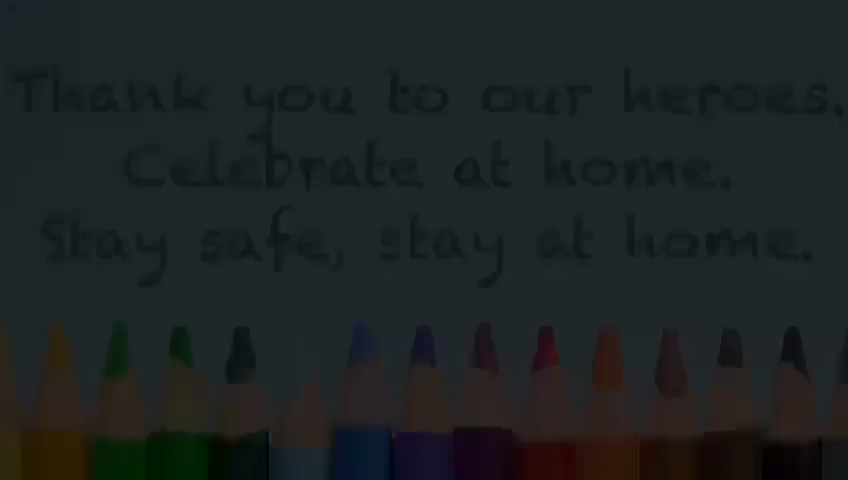 Thank you to our heroes.
Celebrate at home.
Stay safe, stay at home.